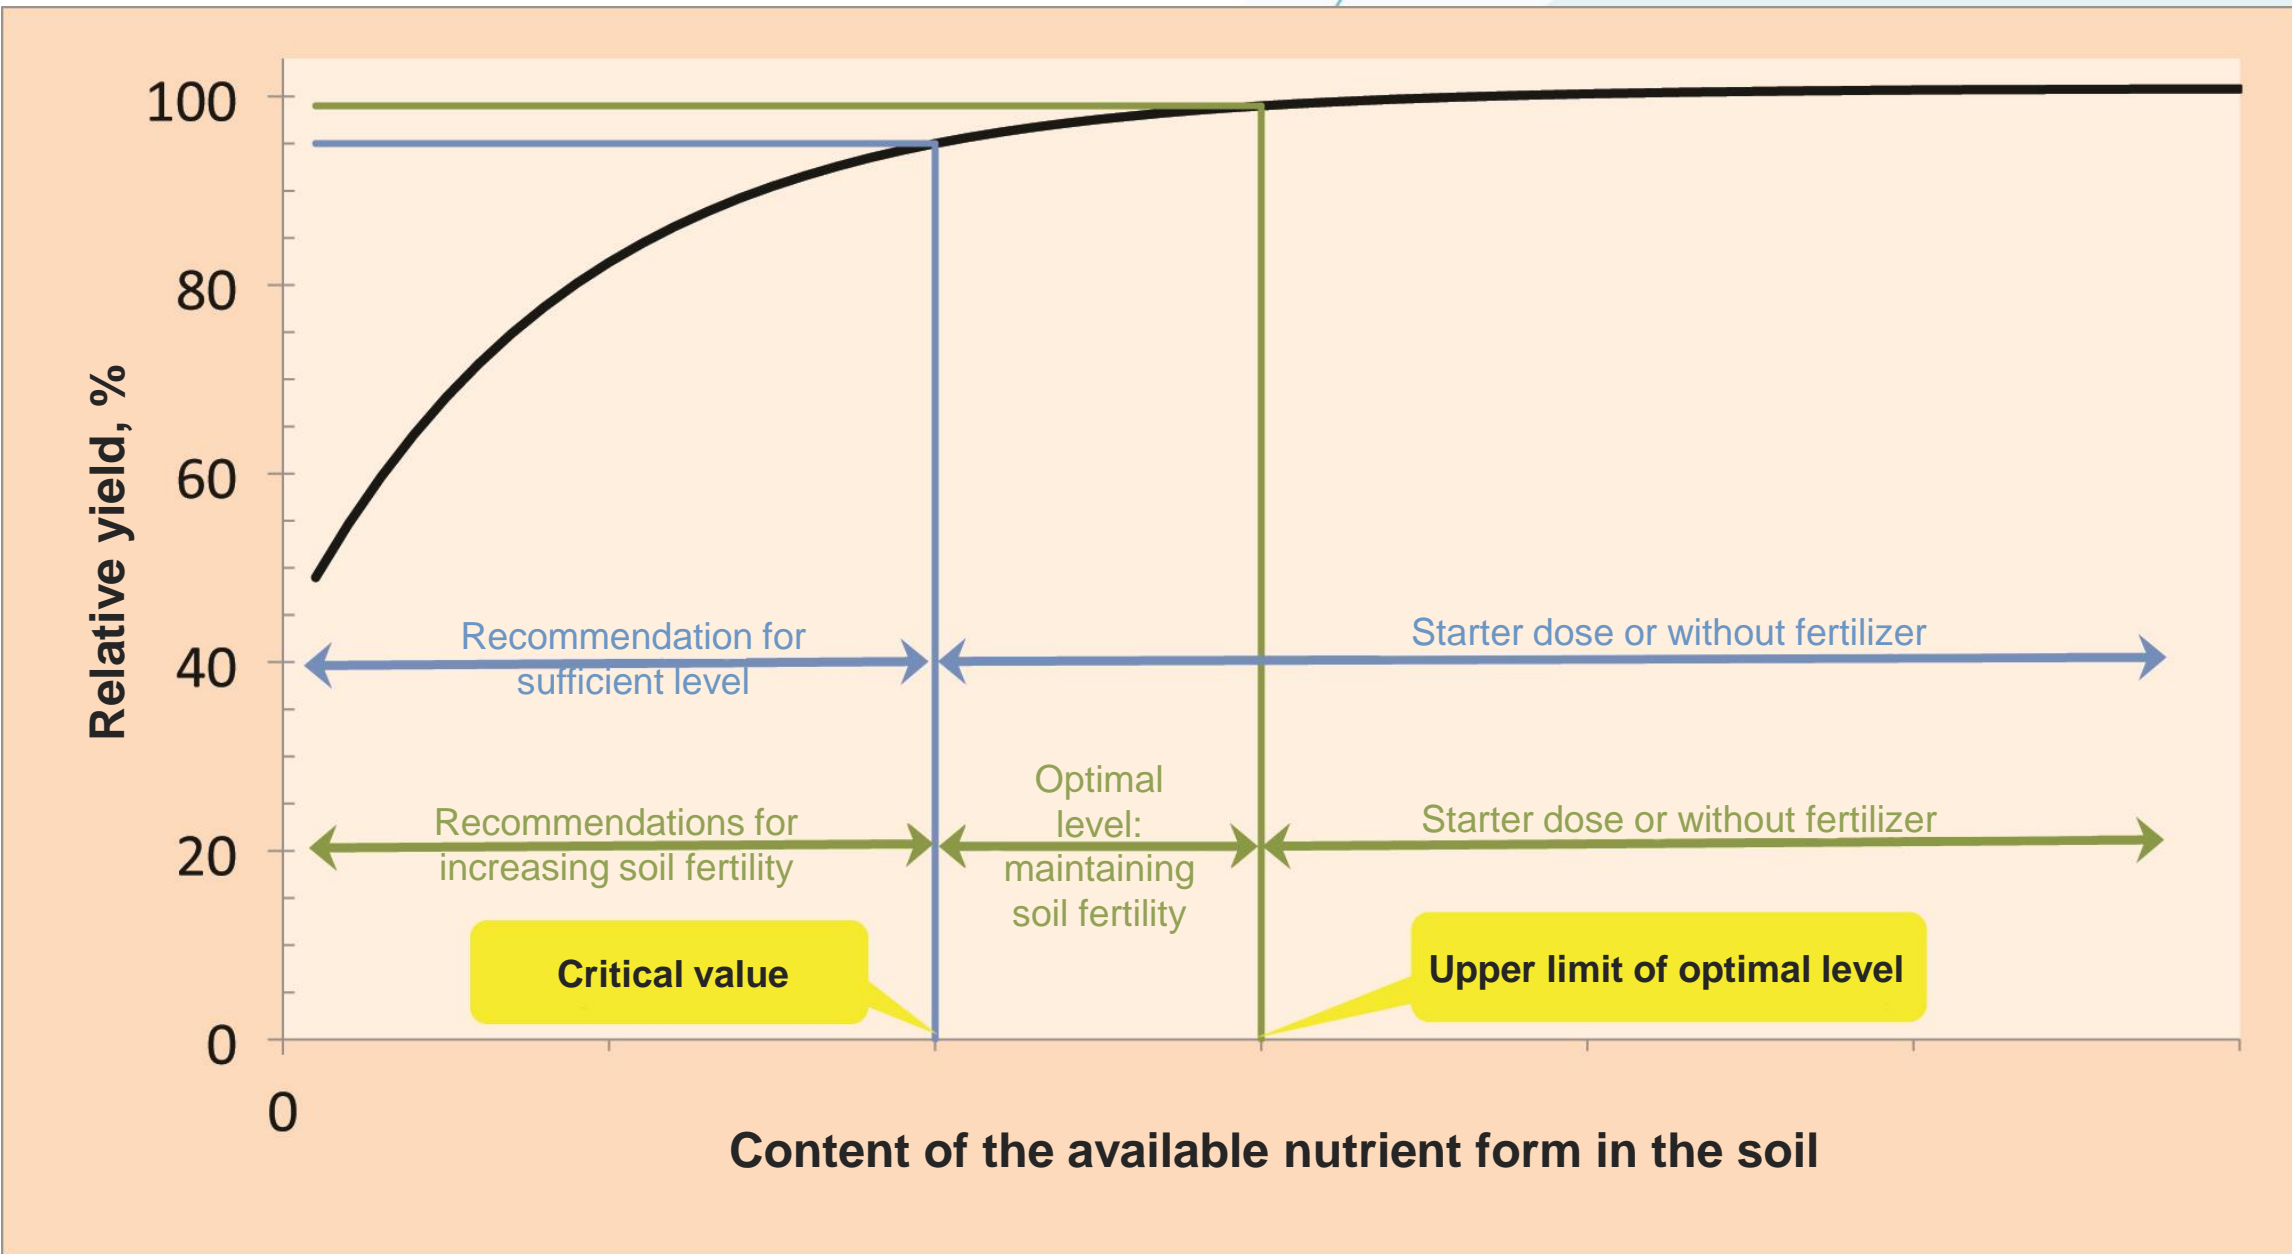 100
80
60
40
20
0
0
Relative yield, %
Recommendation for
sufficient level
Starter dose or without fertilizer
Recommendations for
increasing soil fertility
Optimal
level:
maintaining
soil fertility
Starter dose or without fertilizer
Critical value
Upper limit of optimal level
Content of the available nutrient form in the soil